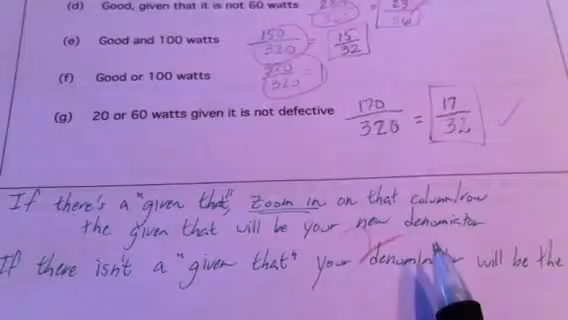 (d) Good, given that it is not 60 watts = 23
(e) Good and 100 watts 150/320 = 15/32
(f) Good or 100 watts 320
(g) 20 or 60 watts given it is not defective 170/320 = 17/32 ✓
If there's a "given that", Zoom in on that column/row
the given that will be your new denomictor
If there isn't a "given that" your denominator will be the